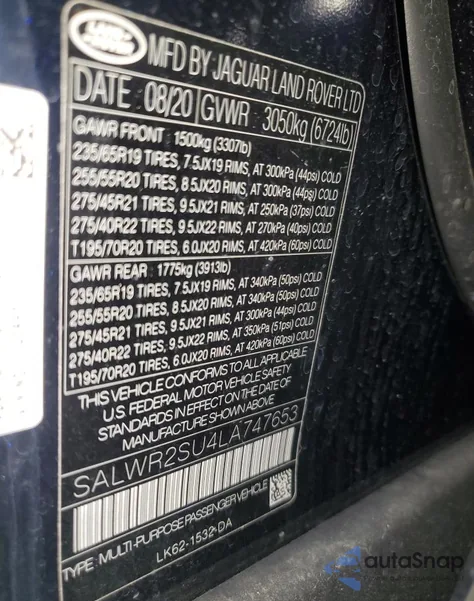 LAND ROVER
MFD BY JAGUAR LAND ROVER LTD
DATE 08/20 GVWR 3050kg (6724lb)
GAWR FRONT 1500kg (3307lb)
235/65R19 TIRES, 7.5JX19 RIMS, AT 300kPa (44psi) COLD
255/55R20 TIRES, 8.5JX20 RIMS, AT 300kPa (44psi) COLD
275/45R21 TIRES, 9.5JX21 RIMS, AT 250kPa (37psi) COLD
275/40R22 TIRES, 9.5JX22 RIMS, AT 270kPa (40psi) COLD
T195/70R20 TIRES, 6.0JX20 RIMS, AT 420kPa (60psi) COLD
GAWR REAR 1775kg (3913lb)
235/65R19 TIRES, 7.5JX19 RIMS, AT 340kPa (50psi) COLD
255/55R20 TIRES, 8.5JX20 RIMS, AT 340kPa (50psi) COLD
275/45R21 TIRES, 9.5JX21 RIMS, AT 300kPa (44psi) COLD
275/40R22 TIRES, 9.5JX22 RIMS, AT 350kPa (51psi) COLD
T195/70R20 TIRES, 6.0JX20 RIMS, AT 420kPa (60psi) COLD
THIS VEHICLE CONFORMS TO ALL APPLICABLE
U.S. FEDERAL MOTOR VEHICLE SAFETY
STANDARDS IN EFFECT ON THE DATE OF
MANUFACTURE SHOWN ABOVE
SALWR2SU4LA747653
TYPE: MULTI-PURPOSE PASSENGER VEHICLE
LK62-1532-DA
autoSnap